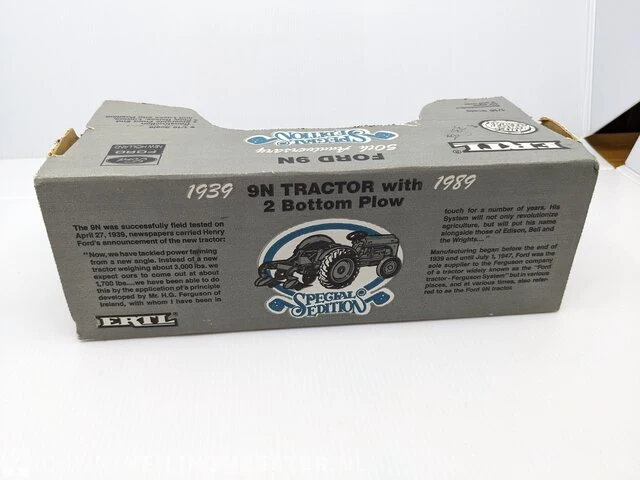 FORD
NEW HOLLAND
FORD 9N
50th Anniversary
SPECIAL EDITION
ERTL
1939 9N TRACTOR with 1989
2 Bottom Plow
The 9N was successfully field tested on
April 27, 1939, newspapers carried Henry
Ford's announcement of the new tractor:
"Now, we have tackled power farming
from a new angle. Instead of a new
tractor weighing about 3,000 lbs. we
expect ours to come out at about
1,700 lbs....we have been able to do
this by the application of a principle
developed by Mr. H.G. Ferguson of
Ireland, with whom I have been in
ERTL
SPECIAL
EDITION
touch for a number of years. His
System will not only revolutionize
agriculture, but will put his name
alongside those of Edison, Bell and
the Wrights...."
Manufacturing began before the end of
1939 and until July 1, 1947, Ford was the
sole supplier to the Ferguson company
of a tractor widely known as the "Ford
tractor - Ferguson System" but in various
places, and at various times, also refer-
red to as the Ford 9N tractor.